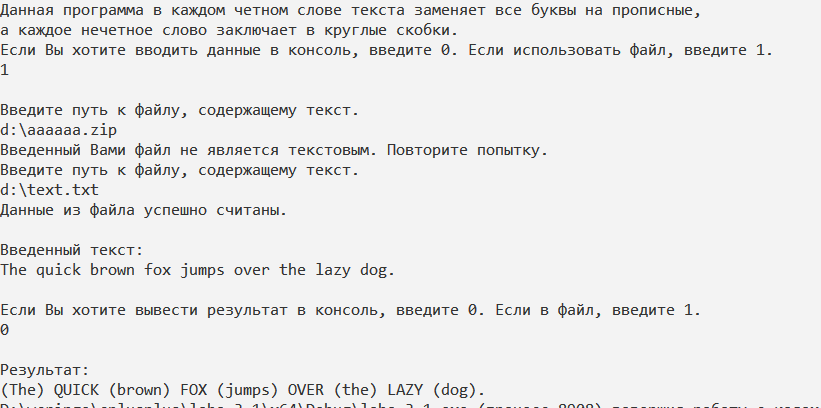 Данная программа в каждом четном слове текста заменяет все буквы на прописные,
а каждое нечетное слово заключает в круглые скобки.
Если Вы хотите вводить данные в консоль, введите 0. Если использовать файл, введите 1.
1
Введите путь к файлу, содержащему текст.
d:\aaaaaa.zip
Введенный Вами файл не является текстовым. Повторите попытку.
Введите путь к файлу, содержащему текст.
d:\text.txt
Данные из файла успешно считаны.
Введенный текст:
The quick brown fox jumps over the lazy dog.
Если Вы хотите вывести результат в консоль, введите 0. Если в файл, введите 1.
0
Результат:
(The) QUICK (brown) FOX (jumps) OVER (the) LAZY (dog).